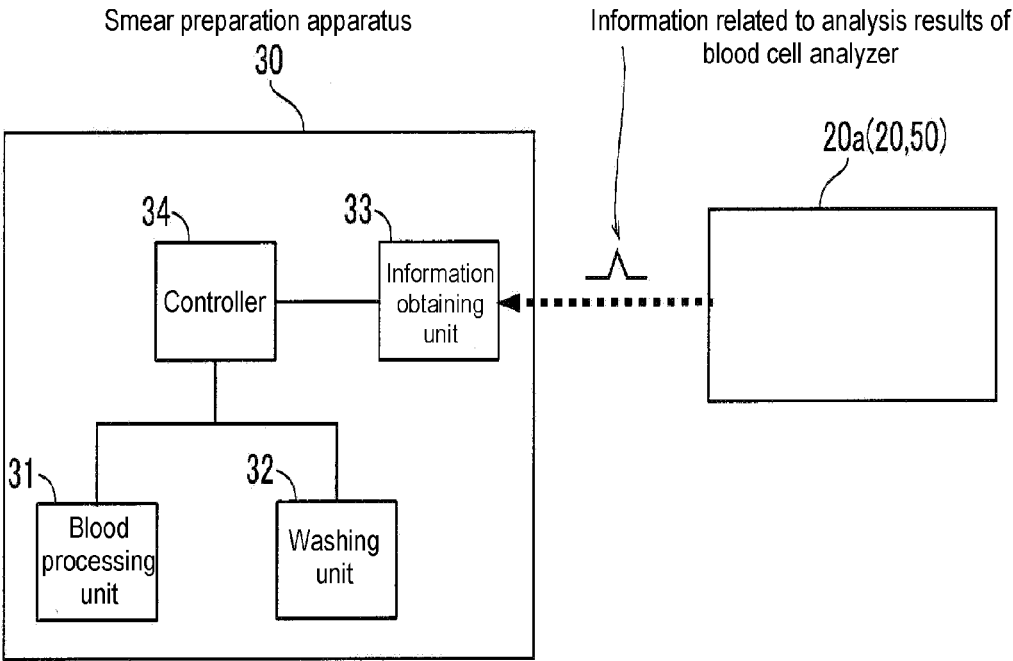 Smear preparation apparatus
30
Information related to analysis results of
blood cell analyzer
20a(20,50)
34
33
Controller
Information
obtaining
unit
31
32
Blood
processing
unit
Washing
unit